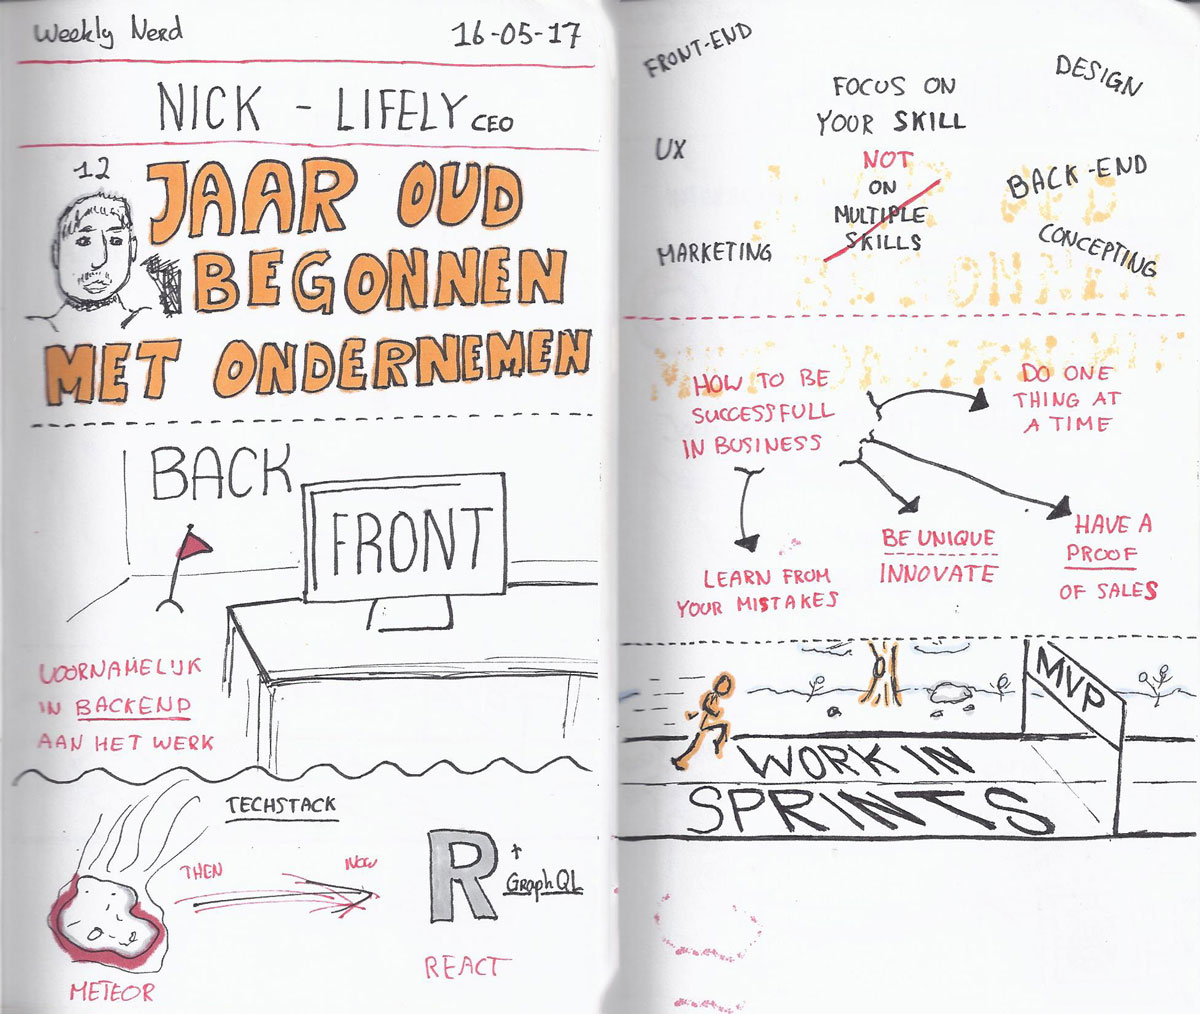 Weekly Nerd
16-05-17
NICK - LIFELY CEO
12
JAAR OUD
BEGONNEN
MET ONDERNEMEN
BACK
FRONT
VOORNAMELIJK
IN BACKEND
AAN HET WERK
TECHSTACK
THEN
NOW
R +
GraphQL
METEOR
REACT
FRONT-END
DESIGN
FOCUS ON
YOUR SKILL
UX
NOT
ON
MULTIPLE
SKILLS
BACK-END
MARKETING
CONCEPTING
HOW TO BE
SUCCESSFULL
IN BUSINESS
DO ONE
THING AT
A TIME
LEARN FROM
YOUR MISTAKES
BE UNIQUE
INNOVATE
HAVE A
PROOF
OF SALES
MVP
WORK IN
SPRINTS